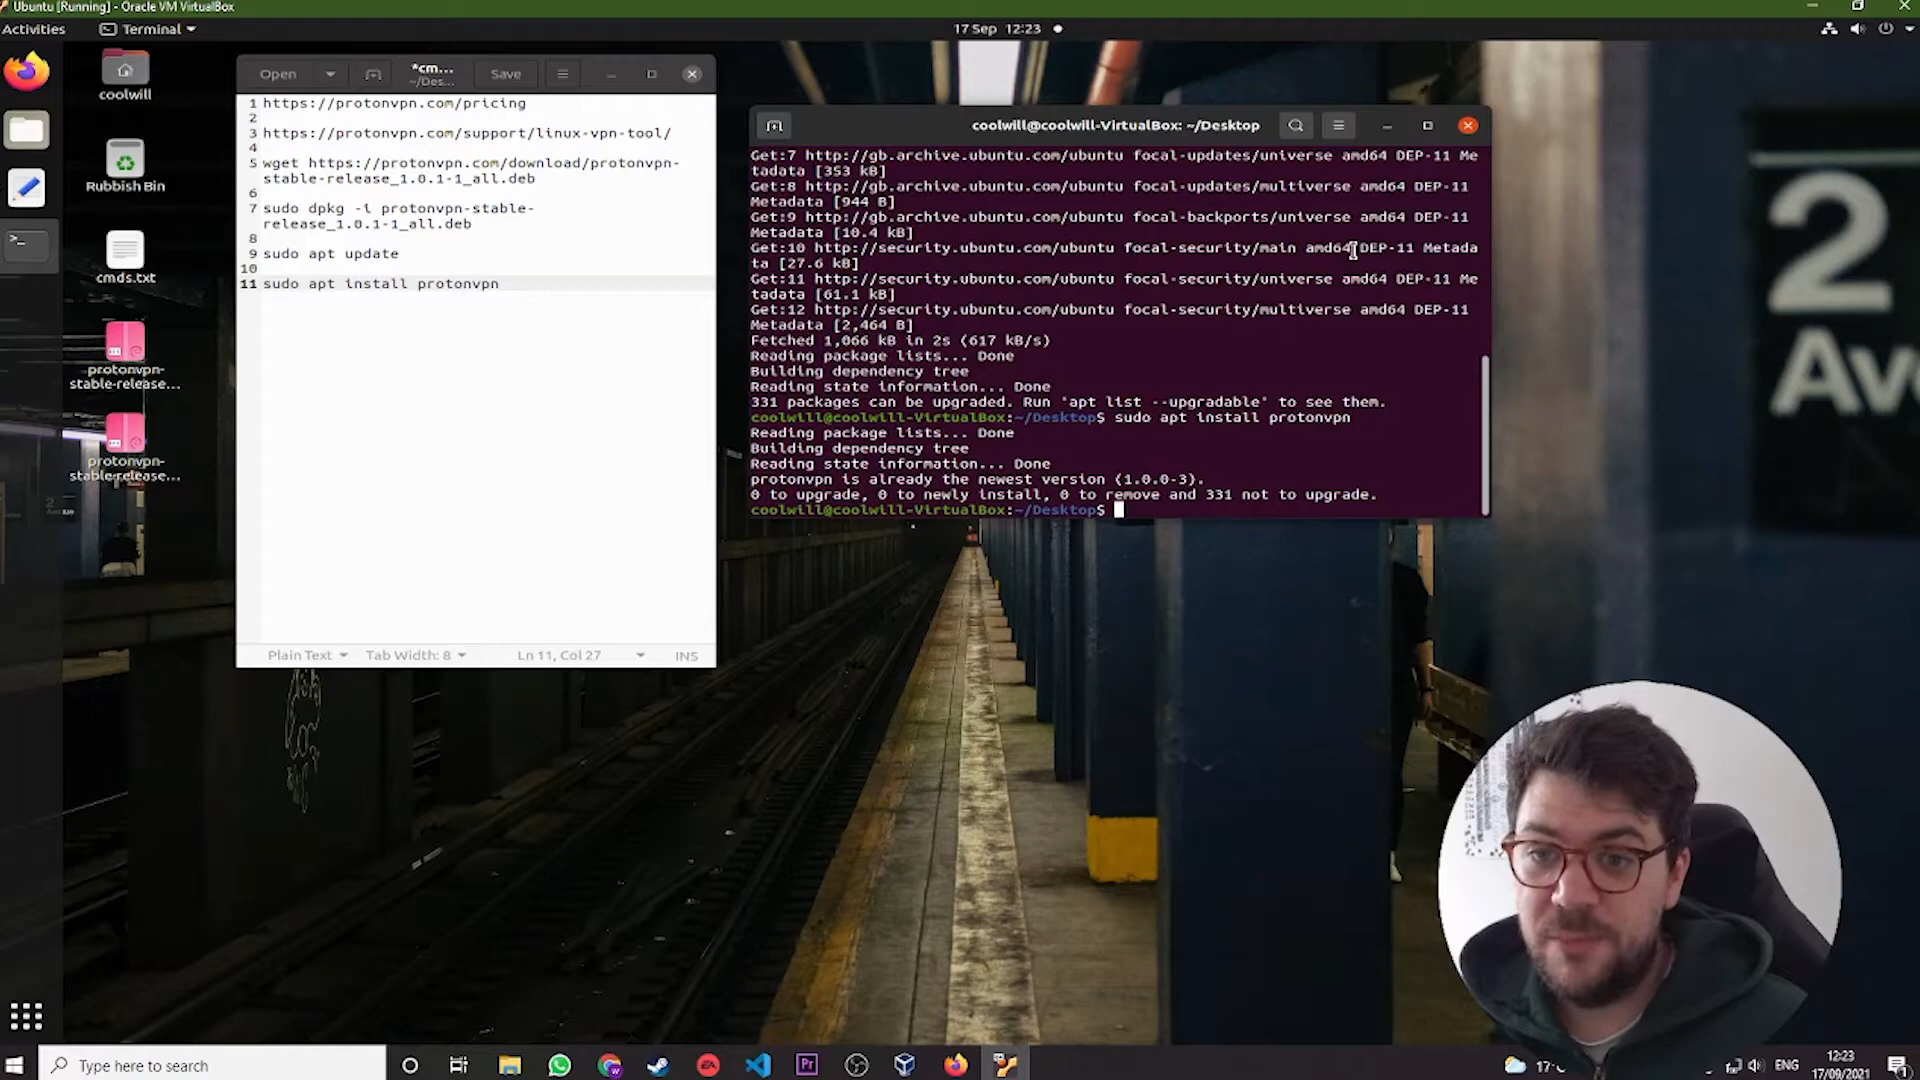 Ubuntu [Running] - Oracle VM VirtualBox
Activities
Terminal
17 Sep 12:23
coolwill
Rubbish Bin
cmds.txt
protonvpn-
stable-release...
protonvpn-
stable-release...
Open
*cm...
~/Des...
Save
1 https://protonvpn.com/pricing
2
3 https://protonvpn.com/support/linux-vpn-tool/
4
5 wget https://protonvpn.com/download/protonvpn-
stable-release_1.0.1-1_all.deb
6
7 sudo dpkg -i protonvpn-stable-
release_1.0.1-1_all.deb
8
9 sudo apt update
10
11 sudo apt install protonvpn
Plain Text
Tab Width: 8
Ln 11, Col 27
INS
coolwill@coolwill-VirtualBox: ~/Desktop
Get:7 http://gb.archive.ubuntu.com/ubuntu focal-updates/universe amd64 DEP-11 Me
tadata [353 kB]
Get:8 http://gb.archive.ubuntu.com/ubuntu focal-updates/multiverse amd64 DEP-11
Metadata [944 B]
Get:9 http://gb.archive.ubuntu.com/ubuntu focal-backports/universe amd64 DEP-11
Metadata [10.4 kB]
Get:10 http://security.ubuntu.com/ubuntu focal-security/main amd64 DEP-11 Metada
ta [27.6 kB]
Get:11 http://security.ubuntu.com/ubuntu focal-security/universe amd64 DEP-11 Me
tadata [61.1 kB]
Get:12 http://security.ubuntu.com/ubuntu focal-security/multiverse amd64 DEP-11
Metadata [2,464 B]
Fetched 1,066 kB in 2s (617 kB/s)
Reading package lists... Done
Building dependency tree
Reading state information... Done
331 packages can be upgraded. Run 'apt list --upgradable' to see them.
coolwill@coolwill-VirtualBox:~/Desktop$ sudo apt install protonvpn
Reading package lists... Done
Building dependency tree
Reading state information... Done
protonvpn is already the newest version (1.0.0-3).
0 to upgrade, 0 to newly install, 0 to remove and 331 not to upgrade.
coolwill@coolwill-VirtualBox:~/Desktop$
2
Av
Type here to search
ENG
12:23
17/09/2021